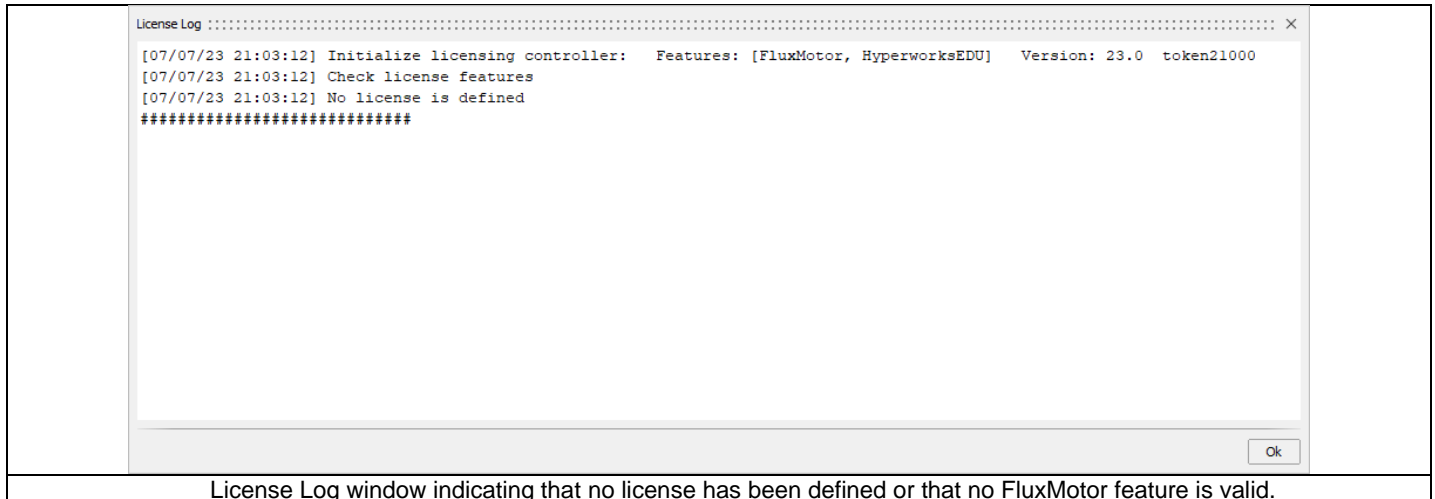 License Log
[07/07/23 21:03:12] Initialize licensing controller:   Features: [FluxMotor, HyperworksEDU]   Version: 23.0  token21000
[07/07/23 21:03:12] Check license features
[07/07/23 21:03:12] No license is defined
#############################
Ok
License Log window indicating that no license has been defined or that no FluxMotor feature is valid.